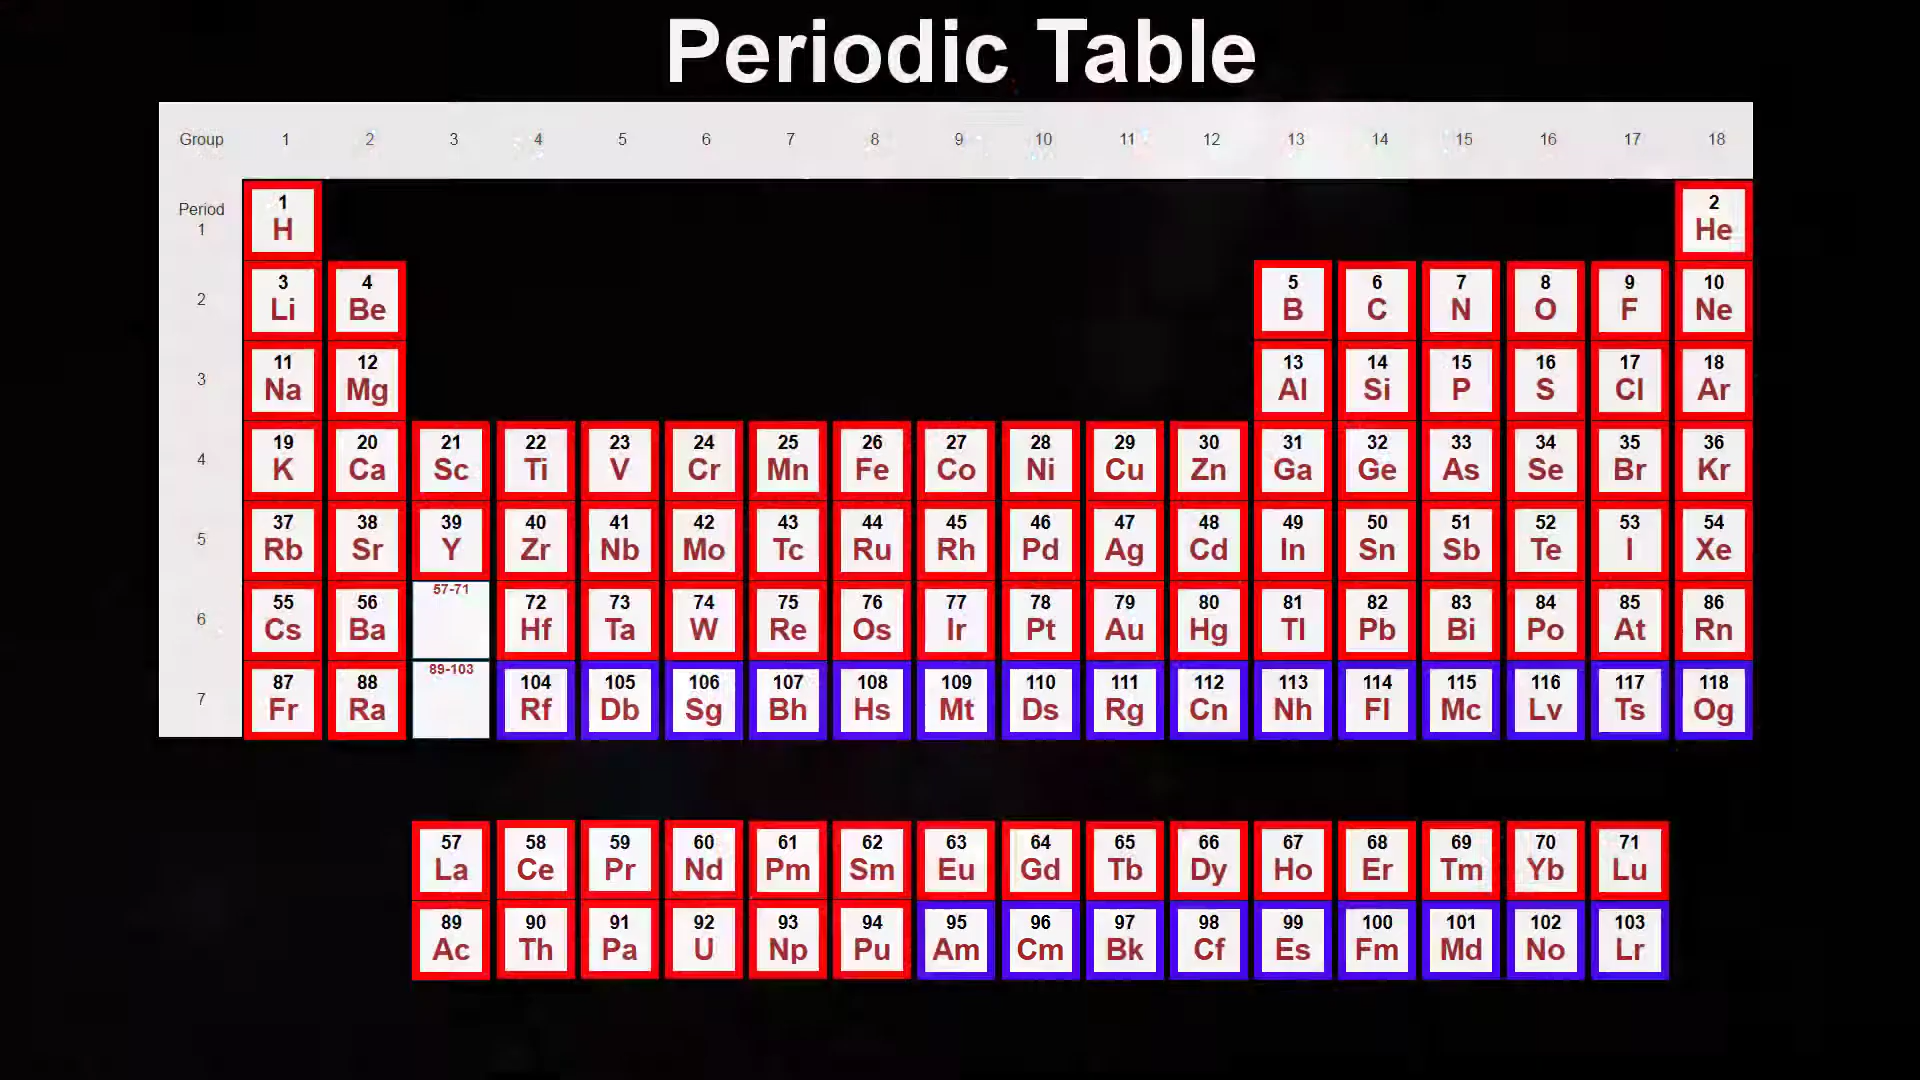 Periodic Table
Group 1 2 3 4 5 6 7 8 9 10 11 12 13 14 15 16 17 18
Period
1
1 2
H He
2
3 4 5 6 7 8 9 10
Li Be B C N O F Ne
3
11 12 13 14 15 16 17 18
Na Mg Al Si P S Cl Ar
4
19 20 21 22 23 24 25 26 27 28 29 30 31 32 33 34 35 36
K Ca Sc Ti V Cr Mn Fe Co Ni Cu Zn Ga Ge As Se Br Kr
5
37 38 39 40 41 42 43 44 45 46 47 48 49 50 51 52 53 54
Rb Sr Y Zr Nb Mo Tc Ru Rh Pd Ag Cd In Sn Sb Te I Xe
6
55 56 57-71 72 73 74 75 76 77 78 79 80 81 82 83 84 85 86
Cs Ba Hf Ta W Re Os Ir Pt Au Hg Tl Pb Bi Po At Rn
7
87 88 89-103 104 105 106 107 108 109 110 111 112 113 114 115 116 117 118
Fr Ra Rf Db Sg Bh Hs Mt Ds Rg Cn Nh Fl Mc Lv Ts Og
57 58 59 60 61 62 63 64 65 66 67 68 69 70 71
La Ce Pr Nd Pm Sm Eu Gd Tb Dy Ho Er Tm Yb Lu
89 90 91 92 93 94 95 96 97 98 99 100 101 102 103
Ac Th Pa U Np Pu Am Cm Bk Cf Es Fm Md No Lr